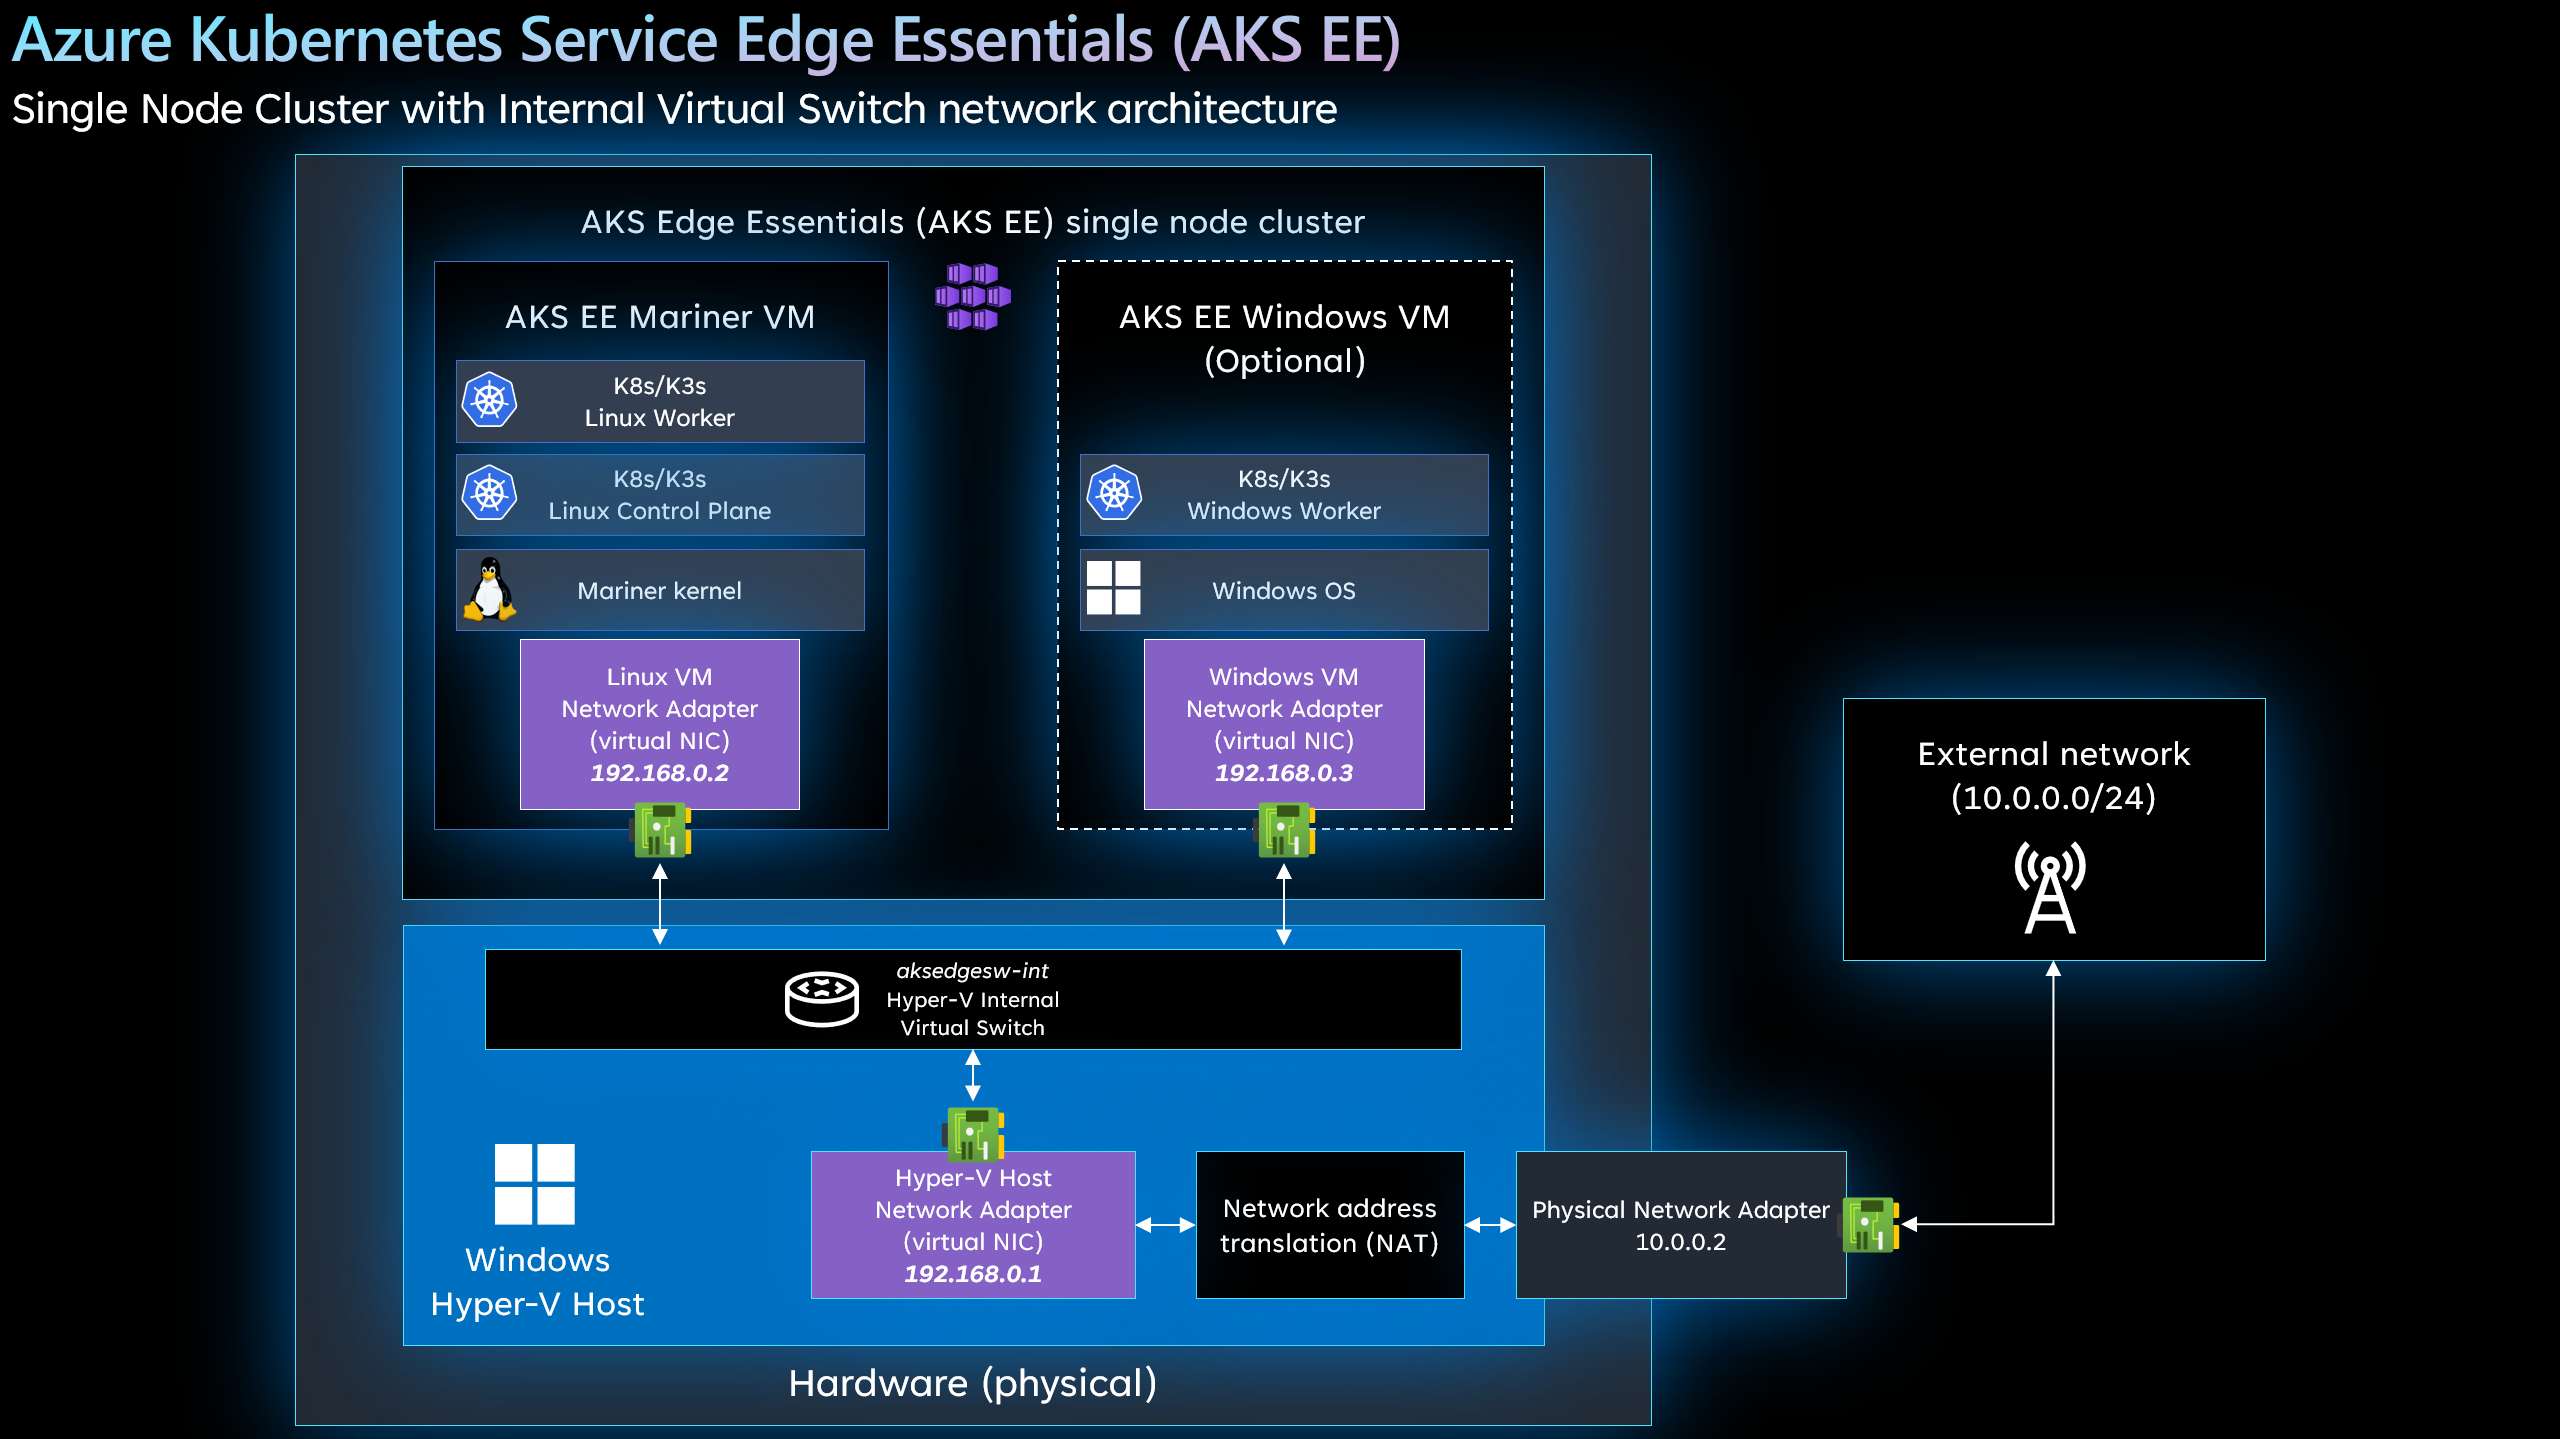 Azure Kubernetes Service Edge Essentials (AKS EE)
Single Node Cluster with Internal Virtual Switch network architecture
AKS Edge Essentials (AKS EE) single node cluster
AKS EE Mariner VM
K8s/K3s
Linux Worker
K8s/K3s
Linux Control Plane
Mariner kernel
Linux VM
Network Adapter
(virtual NIC)
192.168.0.2
AKS EE Windows VM
(Optional)
K8s/K3s
Windows Worker
Windows OS
Windows VM
Network Adapter
(virtual NIC)
192.168.0.3
External network
(10.0.0.0/24)
aksedgesw-int
Hyper-V Internal
Virtual Switch
Windows
Hyper-V Host
Hyper-V Host
Network Adapter
(virtual NIC)
192.168.0.1
Network address
translation (NAT)
Physical Network Adapter
10.0.0.2
Hardware (physical)